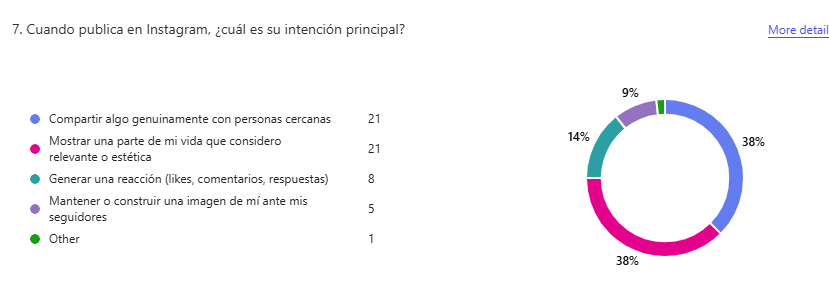 7. Cuando publica en Instagram, ¿cuál es su intención principal?
More detail
Compartir algo genuinamente con personas cercanas 21
Mostrar una parte de mi vida que considero
relevante o estética 21
Generar una reacción (likes, comentarios, respuestas) 8
Mantener o construir una imagen de mí ante mis
seguidores 5
Other 1
9%
14%
38%
38%